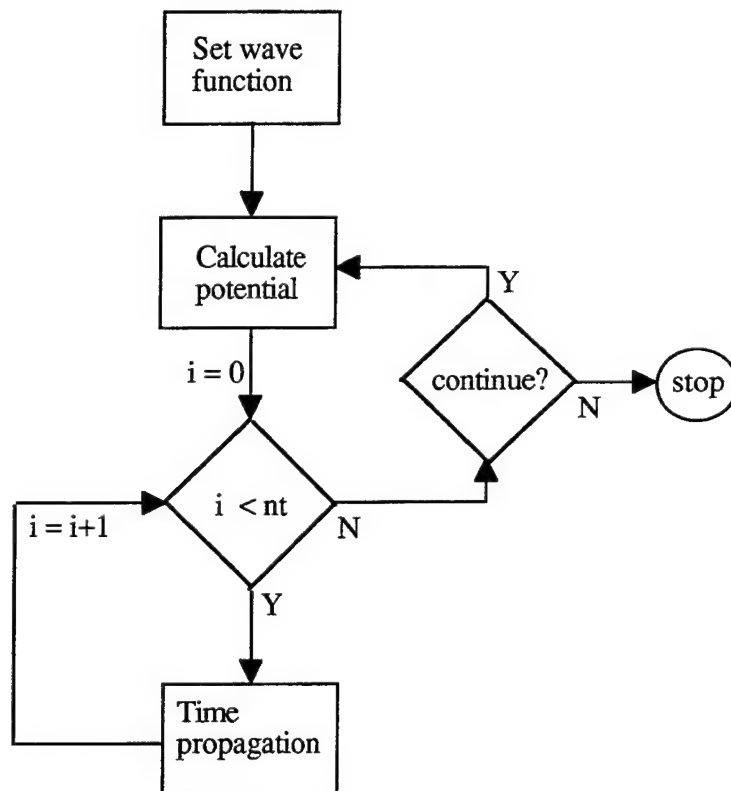 Set wave
function
Calculate
potential
Y
continue?
stop
N
i = 0
i < nt
N
i = i+1
Y
Time
propagation